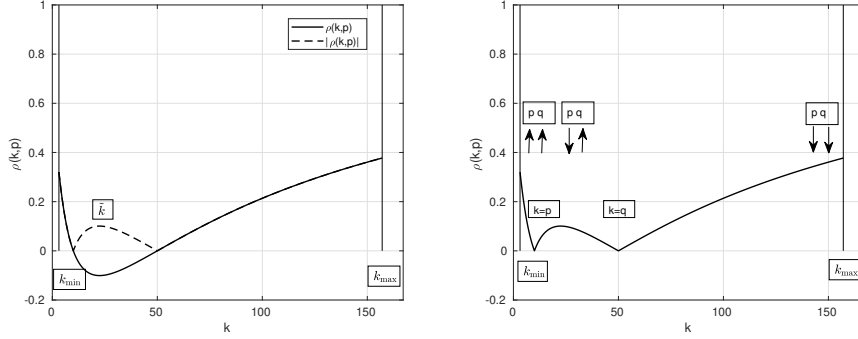 1
0.8
0.6
0.4
0.2
0
-0.2
ρ(k,p)
ρ(k,p)
|ρ(k,p)|
k̃
k_min
k_max
0 50 100 150
k
1
0.8
0.6
0.4
0.2
0
-0.2
ρ(k,p)
p q
p q
p q
k=p
k=q
k_min
k_max
0 50 100 150
k